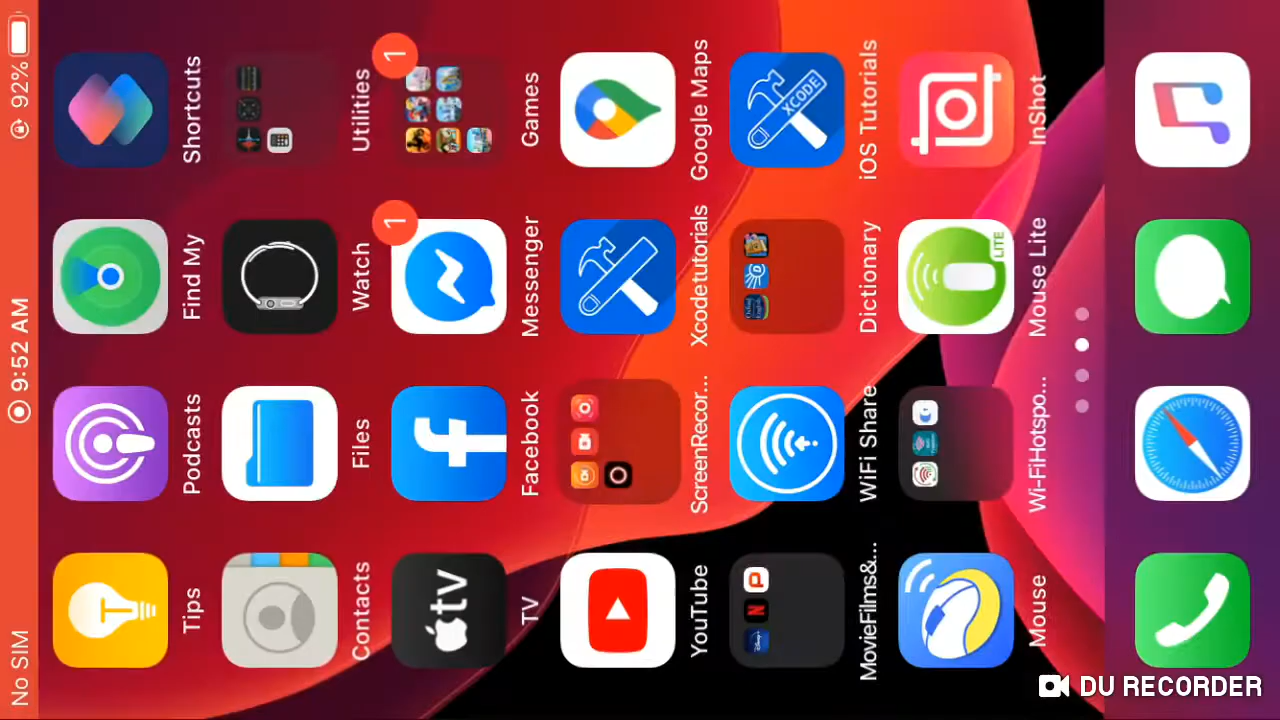 No SIM
9:52 AM
92%
Tips
Podcasts
Find My
Shortcuts
Contacts
Files
Watch
Utilities
tv
TV
Facebook
1
Messenger
1
Games
YouTube
ScreenRecor...
Xcodetutorials
Google Maps
MovieFilms&...
WiFi Share
Dictionary
XCODE
iOS Tutorials
Mouse
Wi-FiHotspo...
LITE
Mouse Lite
InShot
DU RECORDER